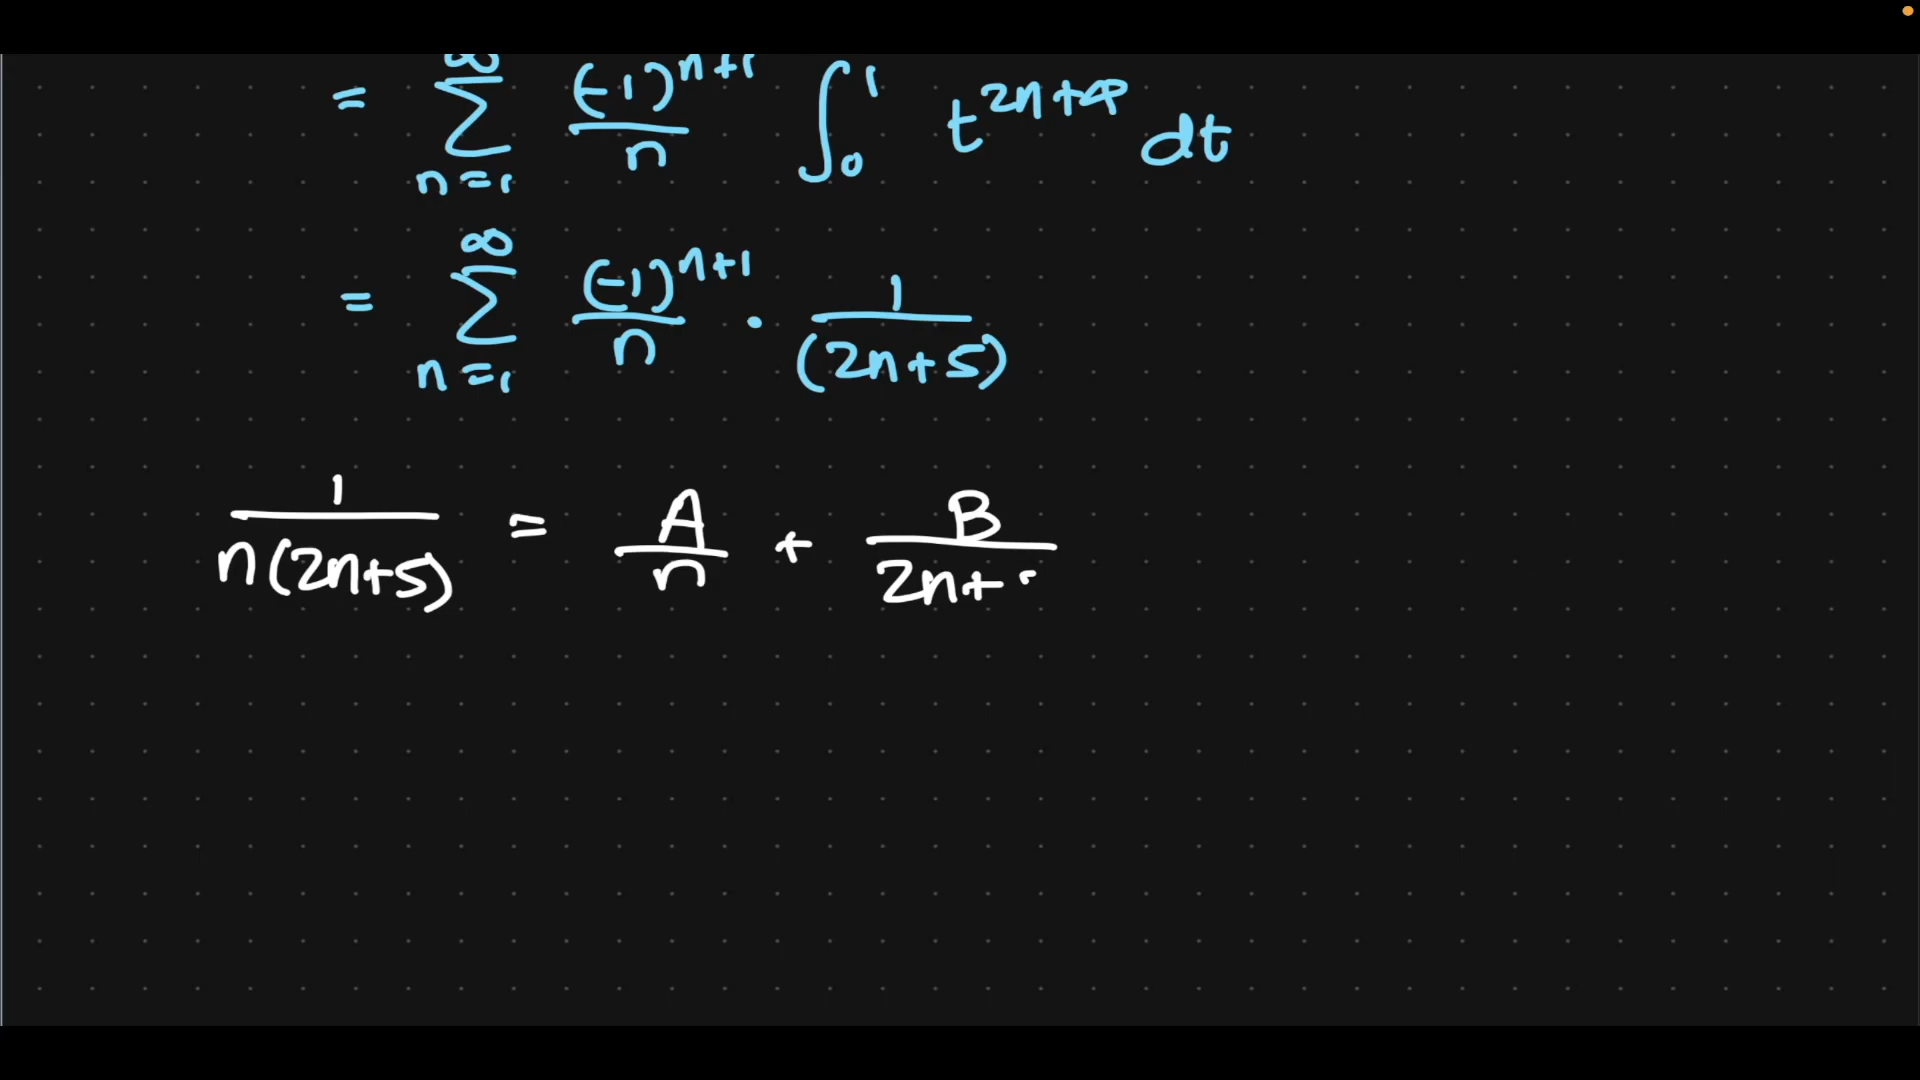 = ∞ ∑ n=1 (-1)^{n+1} / n ∫_0^1 t^{2n+4} dt
= ∞ ∑ n=1 (-1)^{n+1} / n · 1 / (2n+5)
1 / n(2n+5) = A / n + B / 2n+